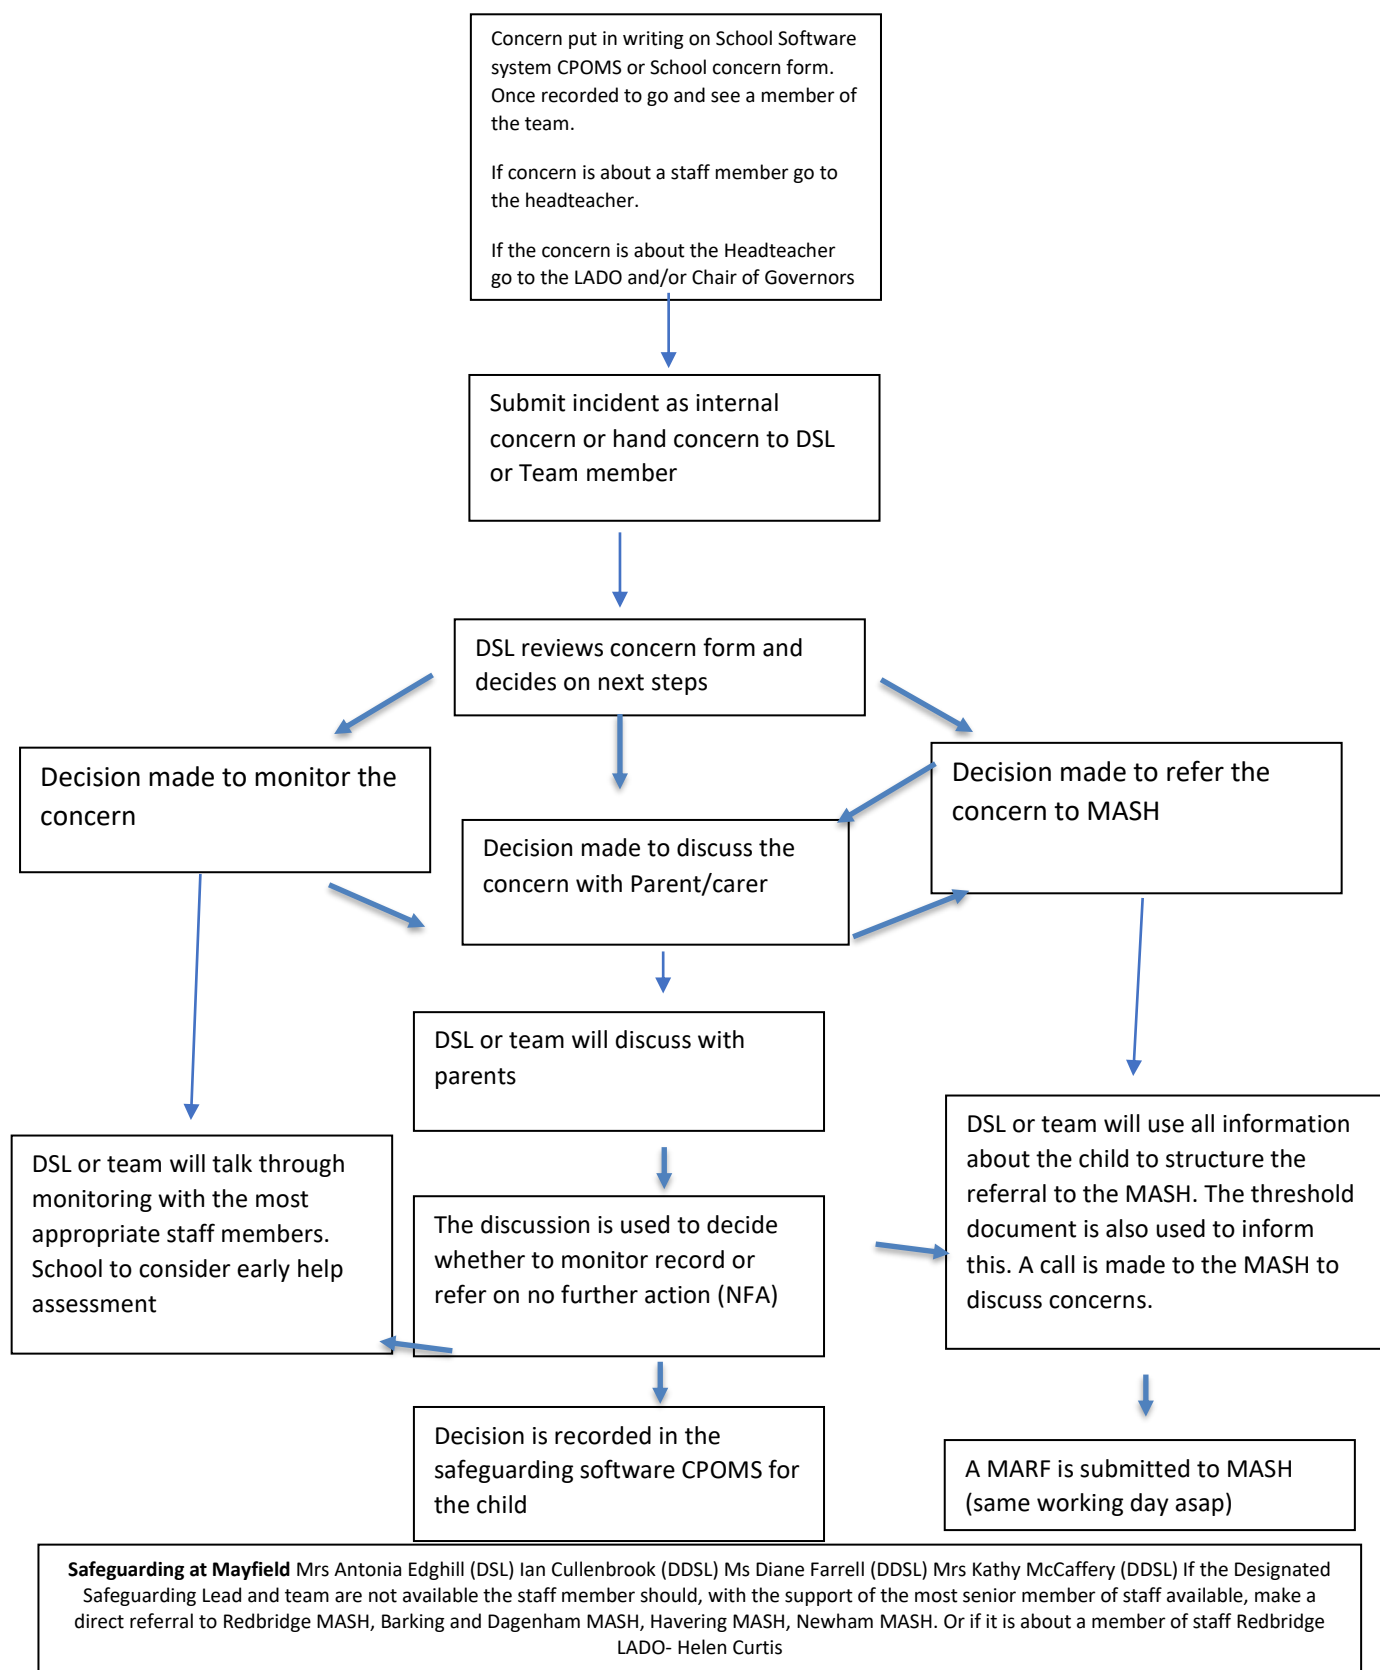 Concern put in writing on School Software
system CPOMS or School concern form.
Once recorded to go and see a member of
the team.
If concern is about a staff member go to
the headteacher.
If the concern is about the Headteacher
go to the LADO and/or Chair of Governors
Submit incident as internal
concern or hand concern to DSL
or Team member
DSL reviews concern form and
decides on next steps
Decision made to monitor the
concern
Decision made to discuss the
concern with Parent/carer
Decision made to refer the
concern to MASH
DSL or team will discuss with
parents
DSL or team will talk through
monitoring with the most
appropriate staff members.
School to consider early help
assessment
The discussion is used to decide
whether to monitor record or
refer on no further action (NFA)
DSL or team will use all information
about the child to structure the
referral to the MASH. The threshold
document is also used to inform
this. A call is made to the MASH to
discuss concerns.
Decision is recorded in the
safeguarding software CPOMS for
the child
A MARF is submitted to MASH
(same working day asap)
Safeguarding at Mayfield Mrs Antonia Edghill (DSL) Ian Cullenbrook (DDSL) Ms Diane Farrell (DDSL) Mrs Kathy McCaffery (DDSL) If the Designated
Safeguarding Lead and team are not available the staff member should, with the support of the most senior member of staff available, make a
direct referral to Redbridge MASH, Barking and Dagenham MASH, Havering MASH, Newham MASH. Or if it is about a member of staff Redbridge
LADO- Helen Curtis